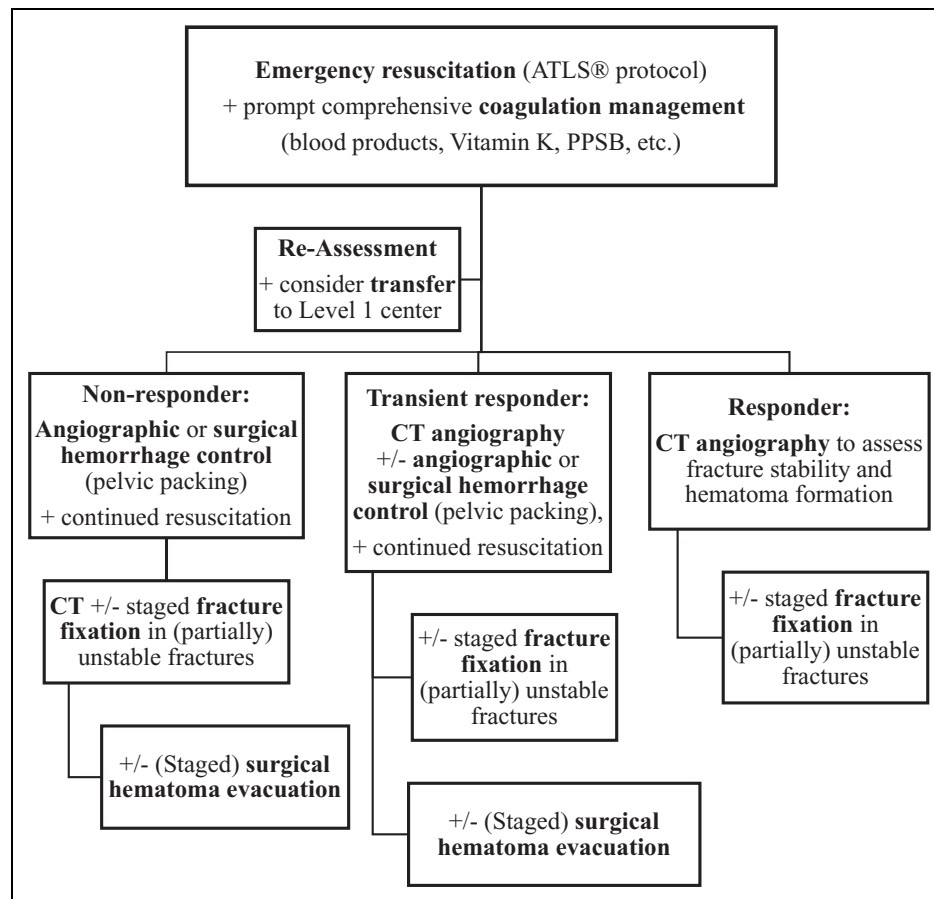 Emergency resuscitation (ATLS® protocol)
+ prompt comprehensive coagulation management
(blood products, Vitamin K, PPSB, etc.)
Re-Assessment
+ consider transfer
to Level 1 center
Non-responder:
Angiographic or surgical
hemorrhage control
(pelvic packing)
+ continued resuscitation
CT +/- staged fracture
fixation in (partially)
unstable fractures
+/- (Staged) surgical
hematoma evacuation
Transient responder:
CT angiography
+/- angiographic or
surgical hemorrhage
control (pelvic packing),
+ continued resuscitation
+/- staged fracture
fixation in
(partially) unstable
fractures
+/- (Staged) surgical
hematoma evacuation
Responder:
CT angiography to assess
fracture stability and
hematoma formation
+/- staged fracture
fixation in
(partially) unstable
fractures